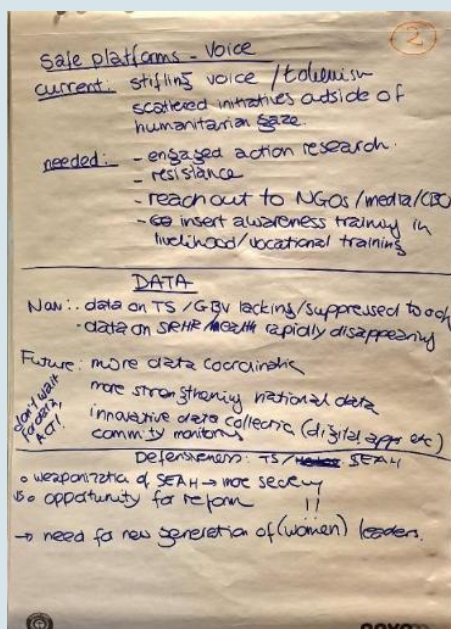 2
Safe platforms - Voice
current: stifling voice / tokenism
scattered initiatives outside of
humanitarian gaze.
needed: - engaged action research.
- resistance
- reach out to NGOs/media/CBO
- insert awareness training in
livelihood/vocational training
DATA
Now: . data on TS/GBV lacking/suppressed to
- data on SRHR/health rapidly disappearing
Future: more data coordination
more strengthening national data
innovative data collection (digital apps etc)
community monitoring
don't wait
for data,
ACT!
Defensiveness: TS/ SEAH
o weaponization of SEAH → more secrecy
vs o opportunity for reform !!
→ need for new generation of (women) leaders.